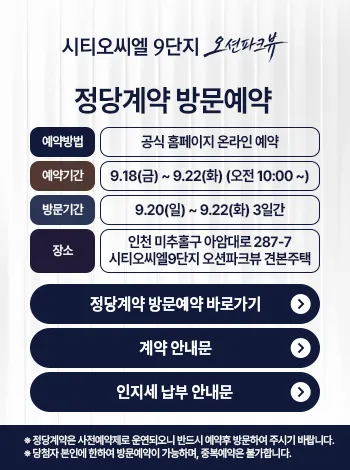 시티오씨엘 9단지 오션파크뷰
정당계약 방문예약
예약방법 공식 홈페이지 온라인 예약
예약기간 9.18(금) ~ 9.22(화) (오전 10:00 ~)
방문기간 9.20(일) ~ 9.22(화) 3일간
장소 인천 미추홀구 아암대로 287-7
시티오씨엘9단지 오션파크뷰 견본주택
정당계약 방문예약 바로가기
계약 안내문
인지세 납부 안내문
※ 정당계약은 사전예약제로 운영되오니 반드시 예약후 방문하여 주시기 바랍니다.
※ 당첨자 본인에 한하여 방문예약이 가능하며, 중복예약은 불가합니다.